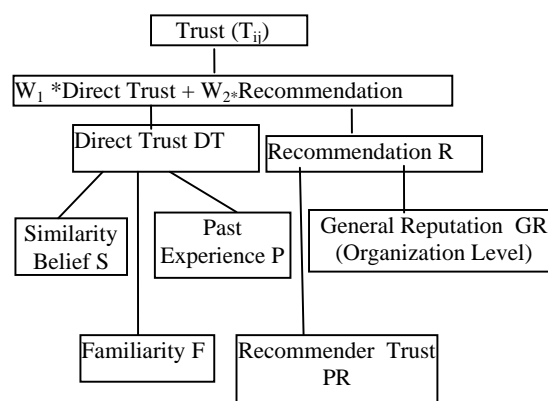 Trust (Tij)
W1 *Direct Trust + W2*Recommendation
Direct Trust DT
Recommendation R
Similarity
Belief S
Past
Experience P
General Reputation GR
(Organization Level)
Familiarity F
Recommender Trust
PR